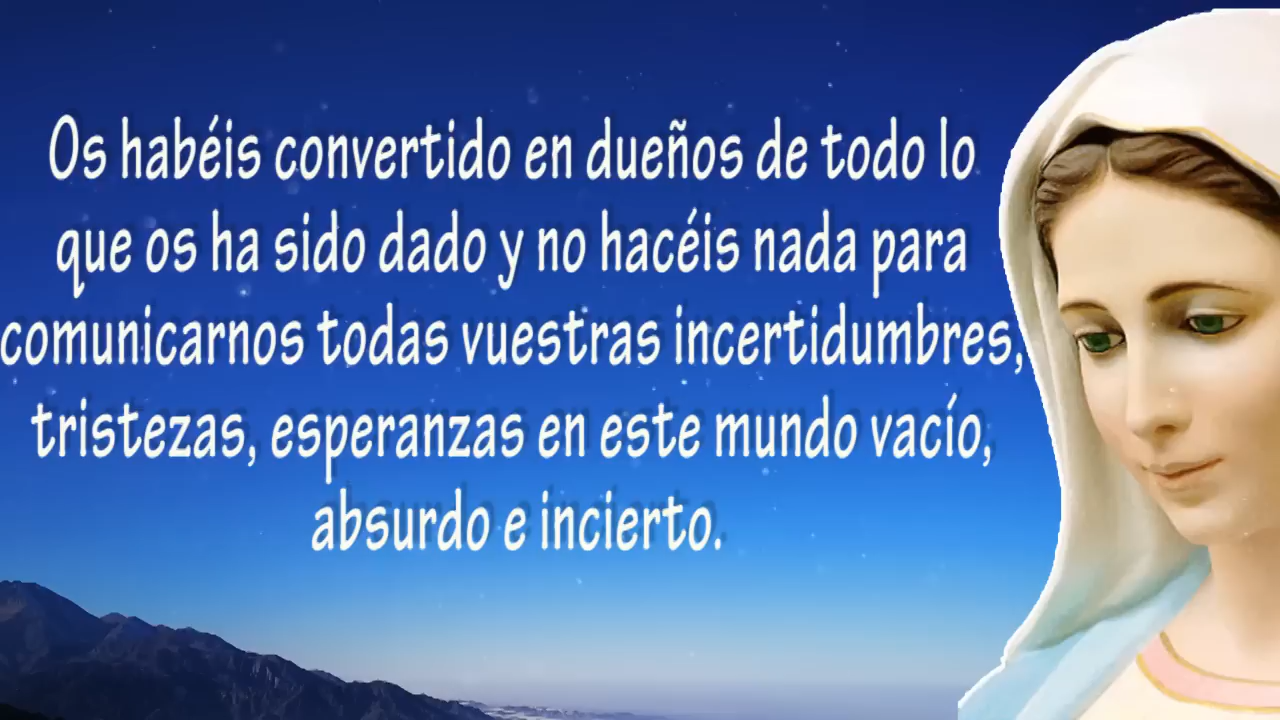 Os habéis convertido en dueños de todo lo
que os ha sido dado y no hacéis nada para
comunicarnos todas vuestras incertidumbres,
tristezas, esperanzas en este mundo vacío,
absurdo e incierto.